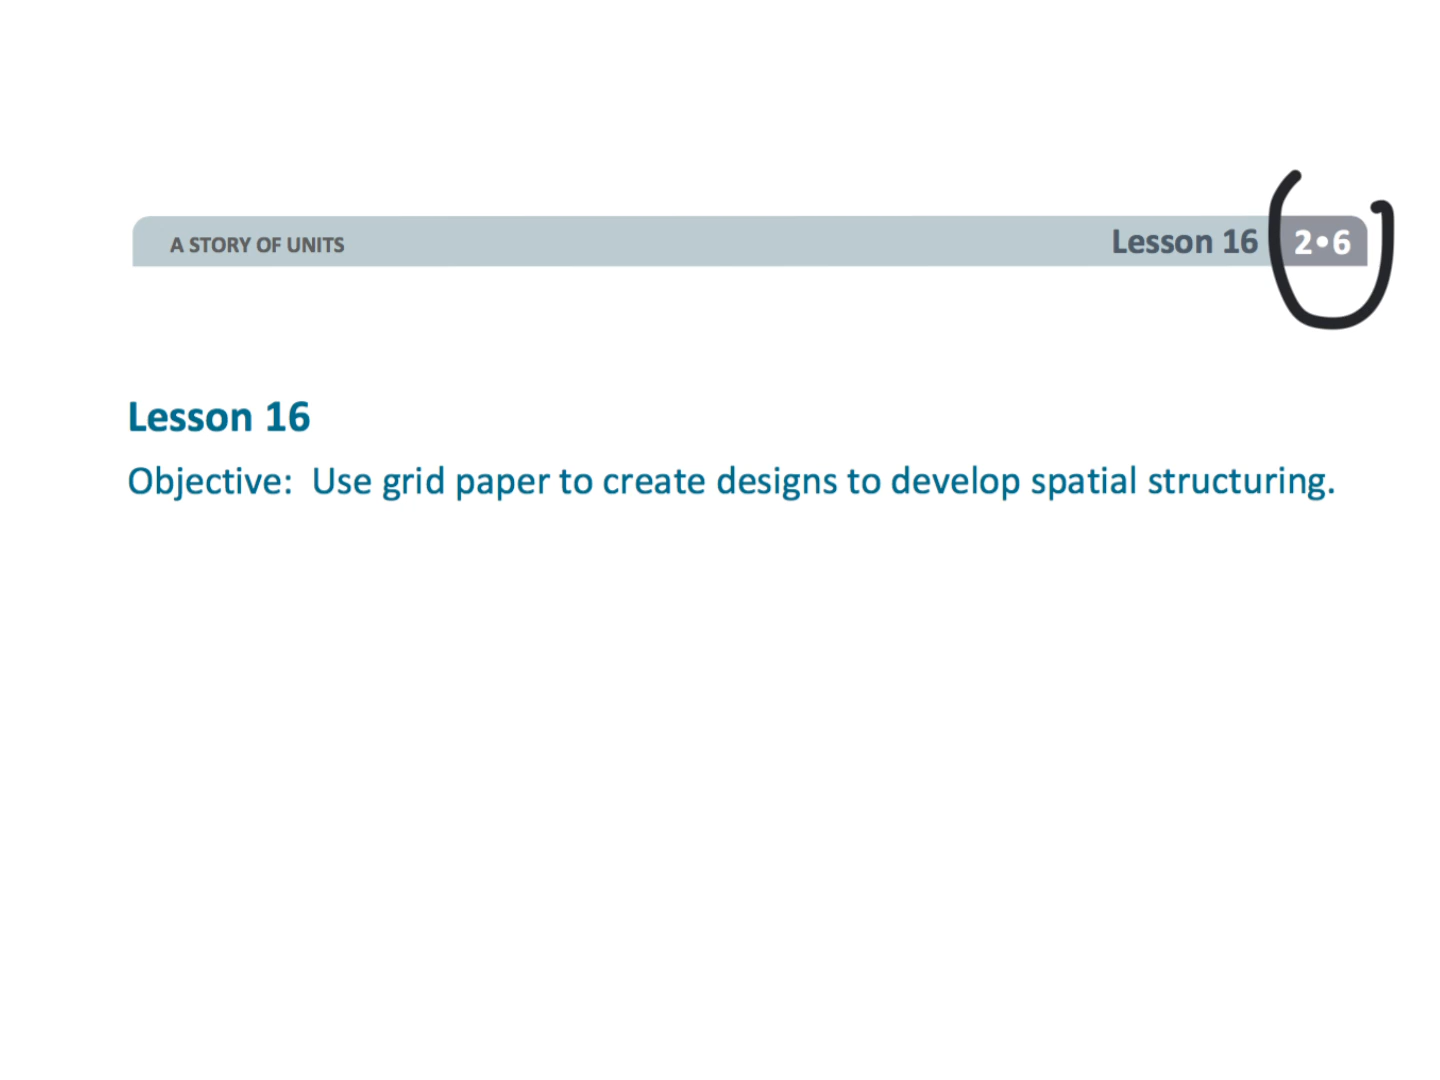 A STORY OF UNITS Lesson 16 2•6
Lesson 16
Objective: Use grid paper to create designs to develop spatial structuring.